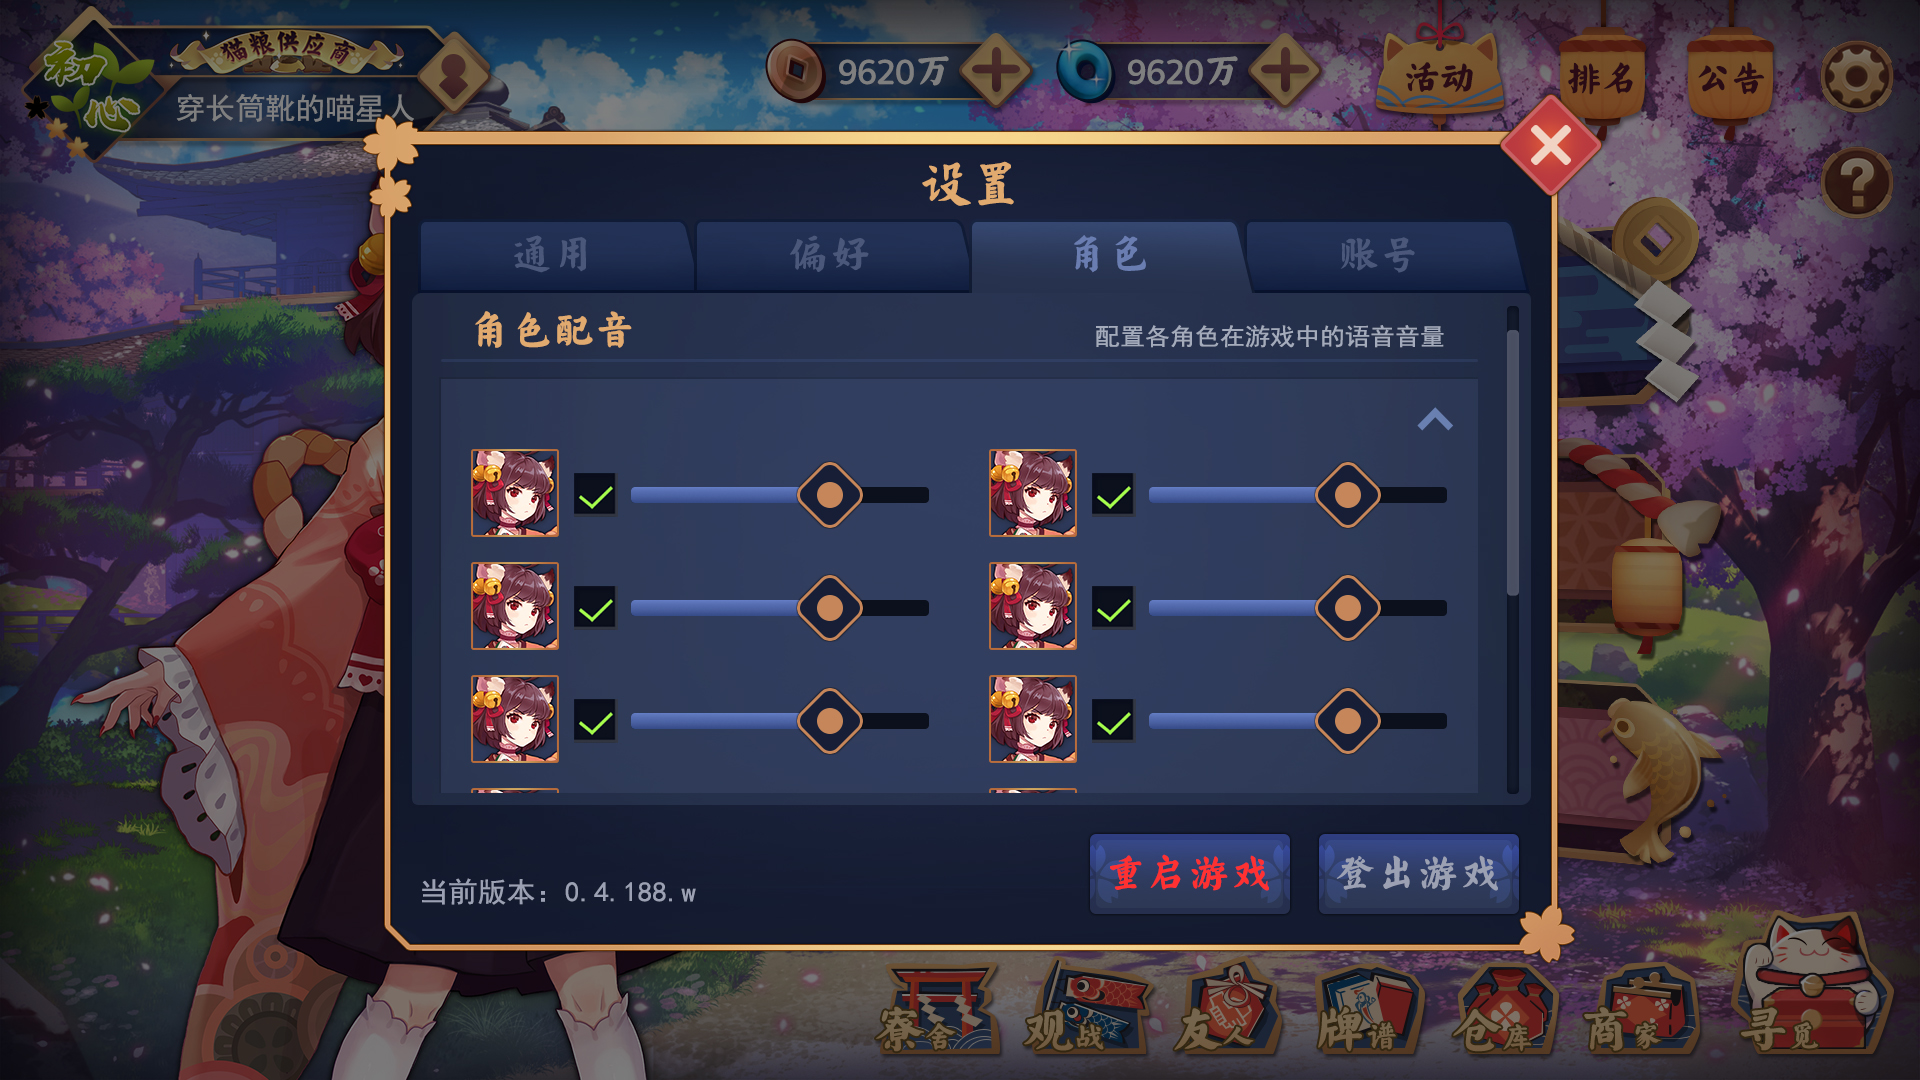 初心
猫粮供应商
穿长筒靴的喵星人
9620万
9620万
活动
排名
公告
?
设置
通用
偏好
角色
账号
角色配音
配置各角色在游戏中的语音音量
当前版本：0.4.188.w
重启游戏
登出游戏
寮舍
观战
友人
牌谱
仓库
商家
寻觅